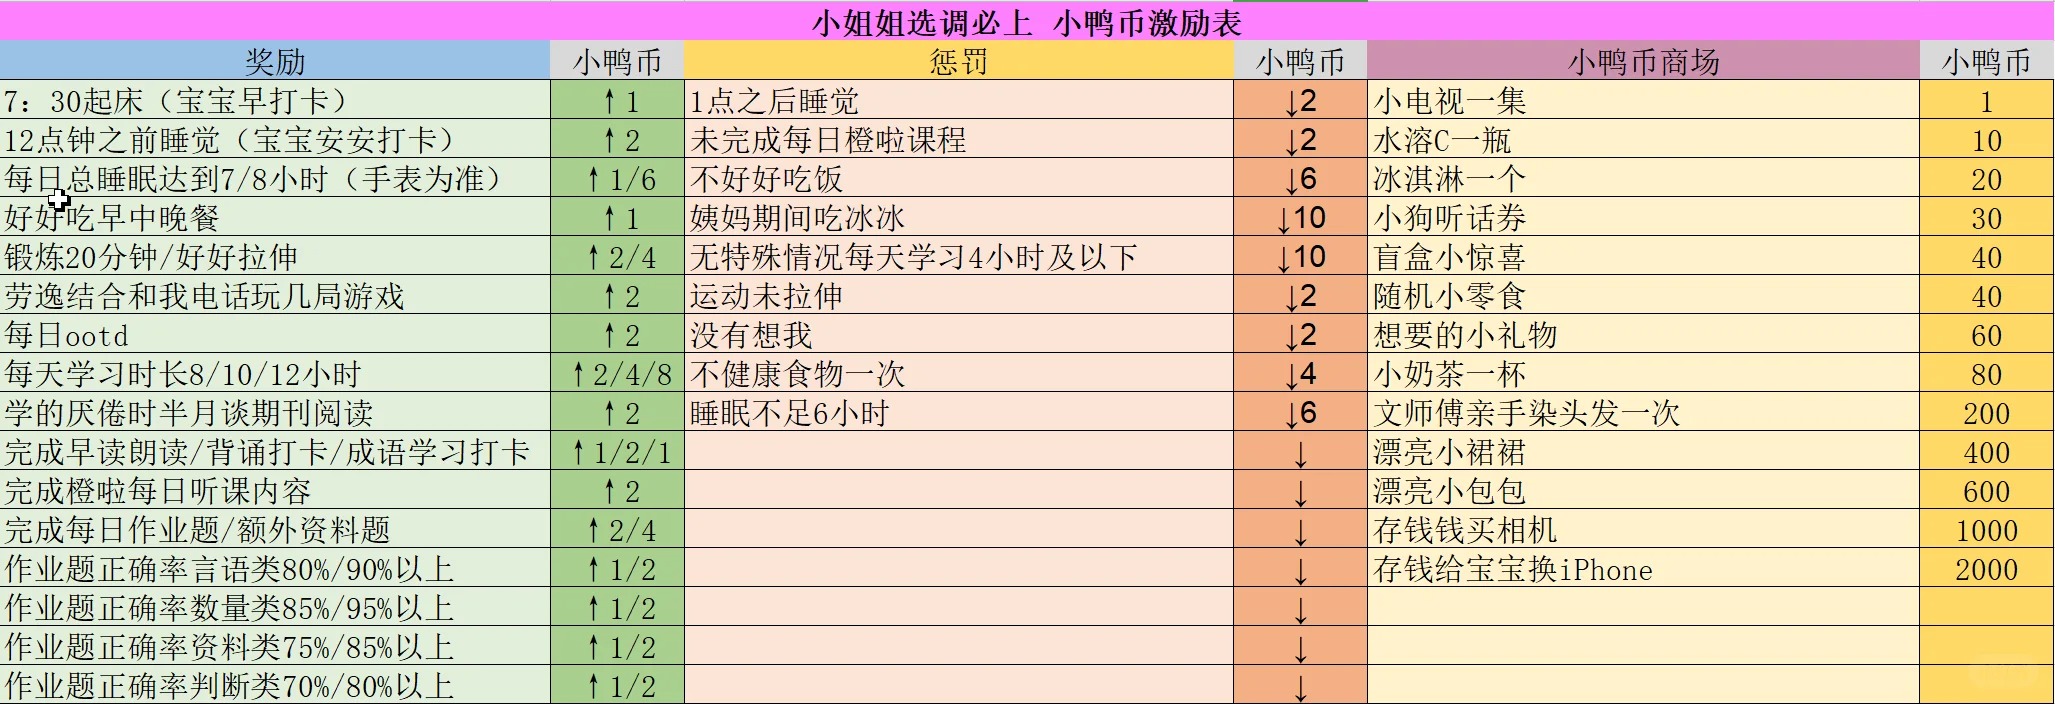 小姐姐选调必上 小鸭币激励表
奖励 小鸭币 惩罚 小鸭币 小鸭币商场 小鸭币
7：30起床（宝宝早打卡） ↑1 1点之后睡觉 ↓2 小电视一集 1
12点钟之前睡觉（宝宝安安打卡） ↑2 未完成每日橙啦课程 ↓2 水溶C一瓶 10
每日总睡眠达到7/8小时（手表为准） ↑1/6 不好好吃饭 ↓6 冰淇淋一个 20
好好吃早中晚餐 ↑1 姨妈期间吃冰冰 ↓10 小狗听话券 30
锻炼20分钟/好好拉伸 ↑2/4 无特殊情况每天学习4小时及以下 ↓10 盲盒小惊喜 40
劳逸结合和我电话玩几局游戏 ↑2 运动未拉伸 ↓2 随机小零食 40
每日ootd ↑2 没有想我 ↓2 想要的小礼物 60
每天学习时长8/10/12小时 ↑2/4/8 不健康食物一次 ↓4 小奶茶一杯 80
学的厌倦时半月谈期刊阅读 ↑2 睡眠不足6小时 ↓6 文师傅亲手染头发一次 200
完成早读朗读/背诵打卡/成语学习打卡 ↑1/2/1 ↓ 漂亮小裙裙 400
完成橙啦每日听课内容 ↑2 ↓ 漂亮小包包 600
完成每日作业题/额外资料题 ↑2/4 ↓ 存钱钱买相机 1000
作业题正确率言语类80%/90%以上 ↑1/2 ↓ 存钱给宝宝换iPhone 2000
作业题正确率数量类85%/95%以上 ↑1/2 ↓
作业题正确率资料类75%/85%以上 ↑1/2 ↓
作业题正确率判断类70%/80%以上 ↑1/2 ↓